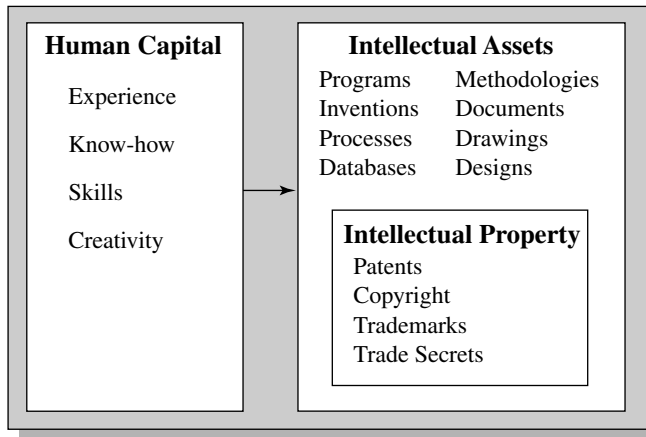 Human Capital
Experience
Know-how
Skills
Creativity
Intellectual Assets
Programs Methodologies
Inventions Documents
Processes Drawings
Databases Designs
Intellectual Property
Patents
Copyright
Trademarks
Trade Secrets